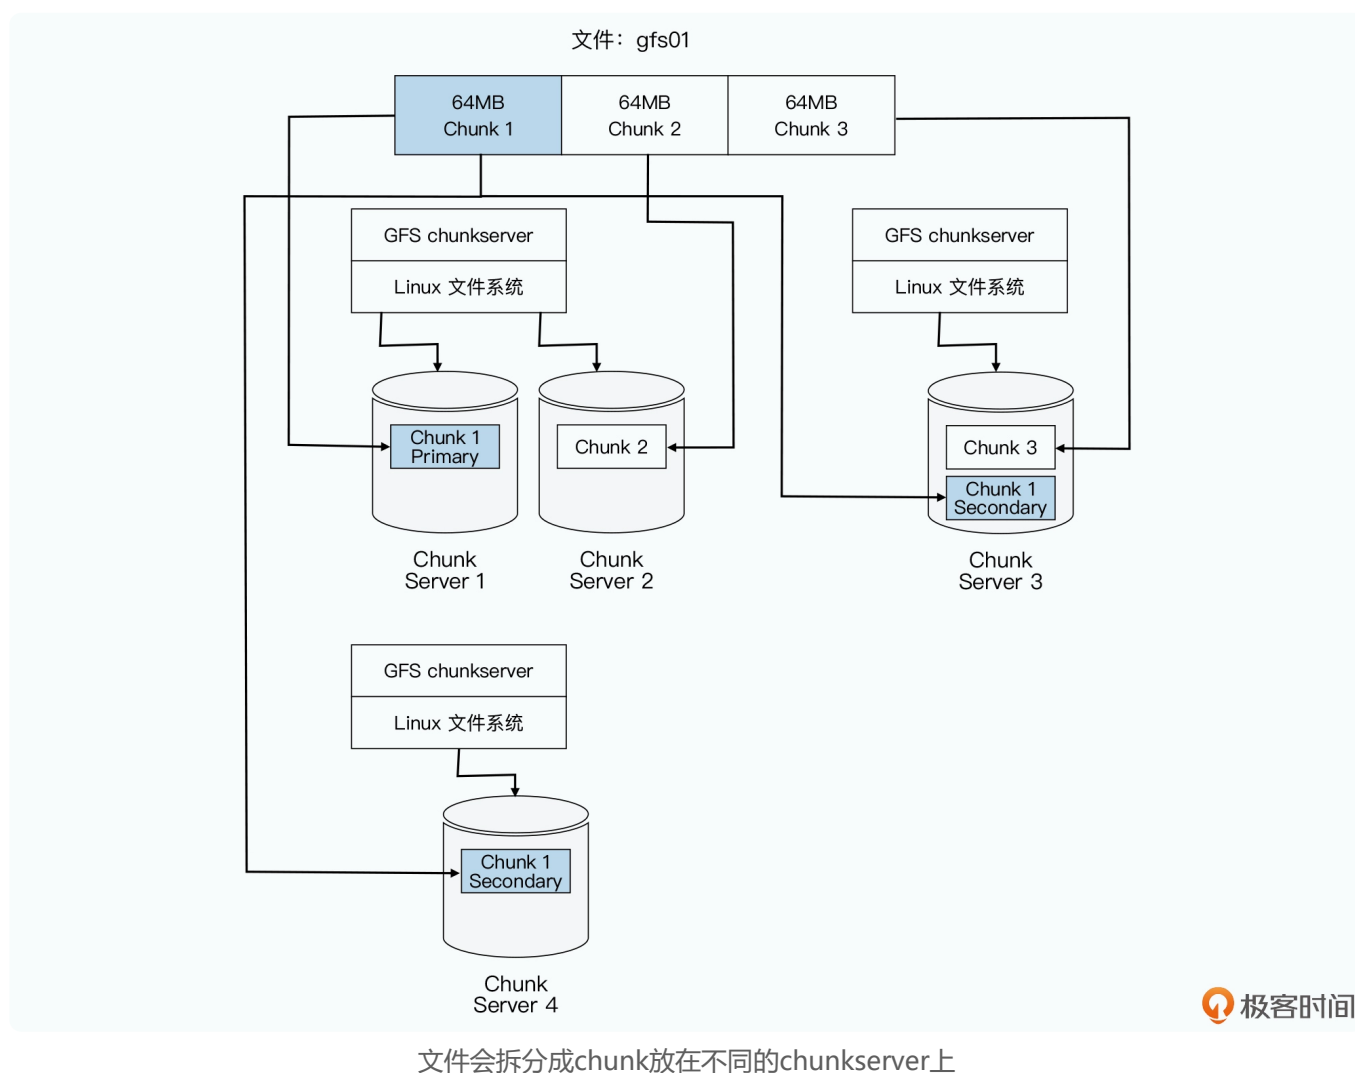 文件：gfs01
64MB
Chunk 1
64MB
Chunk 2
64MB
Chunk 3
GFS chunkserver
Linux 文件系统
GFS chunkserver
Linux 文件系统
Chunk 1
Primary
Chunk 2
Chunk 3
Chunk 1
Secondary
Chunk
Server 1
Chunk
Server 2
Chunk
Server 3
GFS chunkserver
Linux 文件系统
Chunk 1
Secondary
Chunk
Server 4
极客时间
文件会拆分成chunk放在不同的chunkserver上